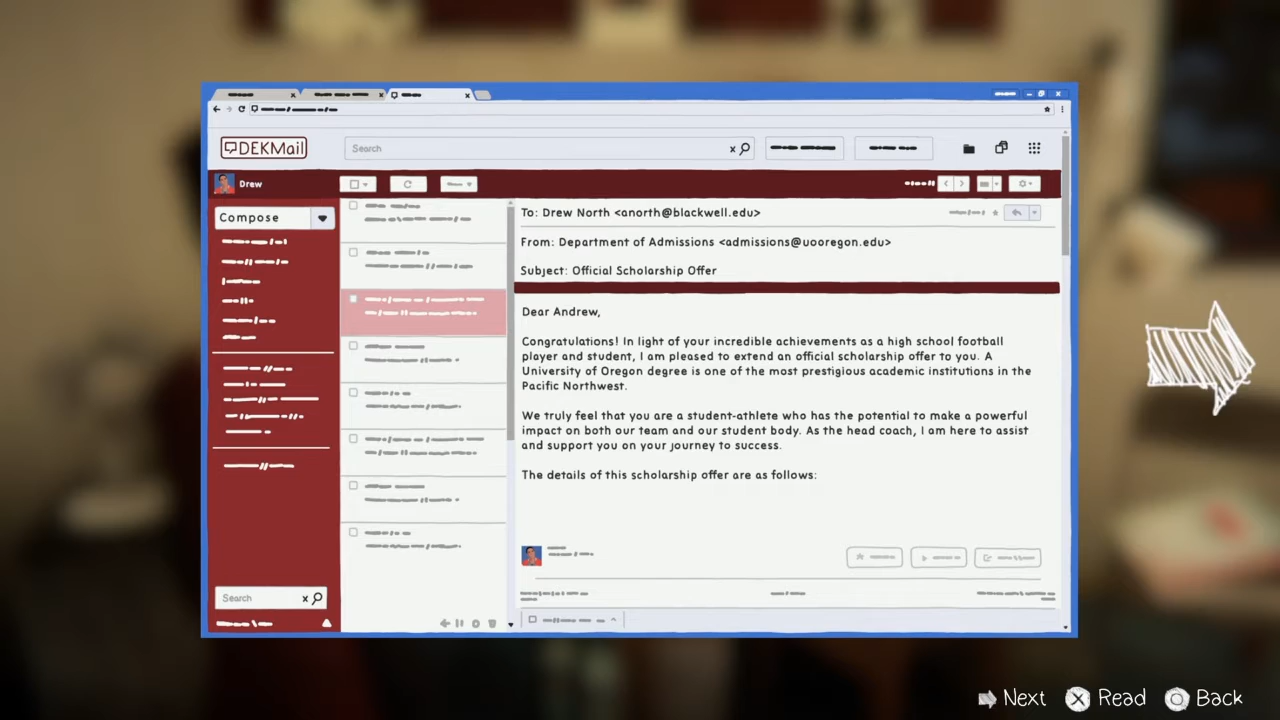 DEKMail
Search
Drew
Compose
To: Drew North <anorth@blackwell.edu>
From: Department of Admissions <admissions@uooregon.edu>
Subject: Official Scholarship Offer
Dear Andrew,
Congratulations! In light of your incredible achievements as a high school football
player and student, I am pleased to extend an official scholarship offer to you. A
University of Oregon degree is one of the most prestigious academic institutions in the
Pacific Northwest.
We truly feel that you are a student-athlete who has the potential to make a powerful
impact on both our team and our student body. As the head coach, I am here to assist
and support you on your journey to success.
The details of this scholarship offer are as follows:
Search
Next
Read
Back